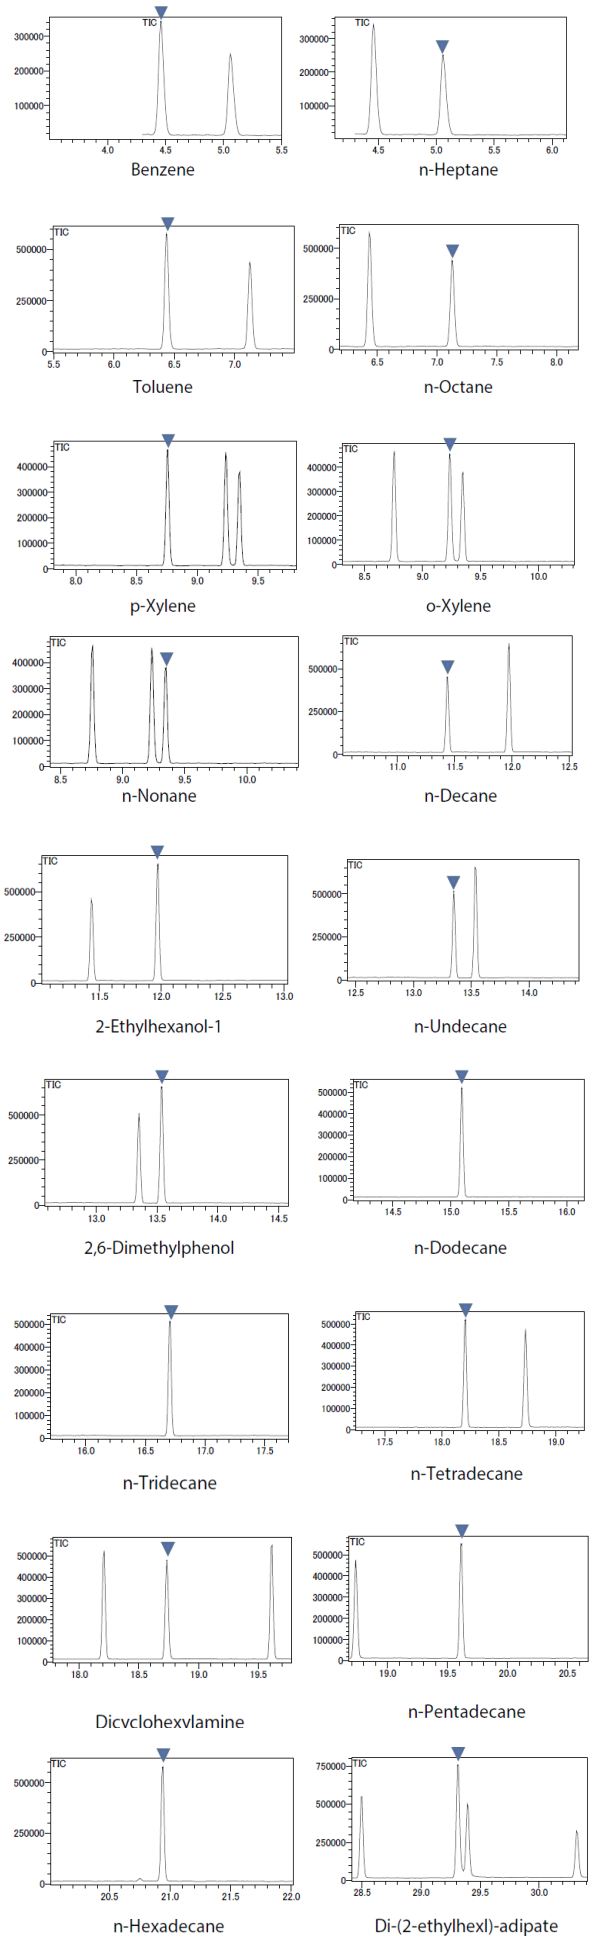 TIC
300000
200000
100000
4.0 4.5 5.0 5.5
Benzene
TIC
300000
200000
100000
4.5 5.0 5.5 6.0
n-Heptane
TIC
500000
250000
0
5.5 6.0 6.5 7.0
Toluene
TIC
500000
250000
0
6.5 7.0 7.5 8.0
n-Octane
TIC
400000
300000
200000
100000
0
8.0 8.5 9.0 9.5
p-Xylene
TIC
400000
300000
200000
100000
0
8.5 9.0 9.5 10.0
o-Xylene
TIC
400000
300000
200000
100000
0
8.5 9.0 9.5 10.0
n-Nonane
TIC
500000
250000
0
11.0 11.5 12.0 12.5
n-Decane
TIC
500000
250000
0
11.5 12.0 12.5 13.0
2-Ethylhexanol-1
TIC
500000
250000
0
12.5 13.0 13.5 14.0
n-Undecane
TIC
500000
250000
0
13.0 13.5 14.0 14.5
2,6-Dimethylphenol
TIC
500000
400000
300000
200000
100000
0
14.5 15.0 15.5 16.0
n-Dodecane
TIC
500000
400000
300000
200000
100000
0
16.0 16.5 17.0 17.5
n-Tridecane
TIC
500000
400000
300000
200000
100000
0
17.5 18.0 18.5 19.0
n-Tetradecane
TIC
500000
400000
300000
200000
100000
0
18.0 18.5 19.0 19.5
Dicyclohexylamine
TIC
500000
400000
300000
200000
100000
0
19.0 19.5 20.0 20.5
n-Pentadecane
TIC
500000
250000
0
20.5 21.0 21.5 22.0
n-Hexadecane
TIC
750000
500000
250000
0
28.5 29.0 29.5 30.0
Di-(2-ethylhexl)-adipate